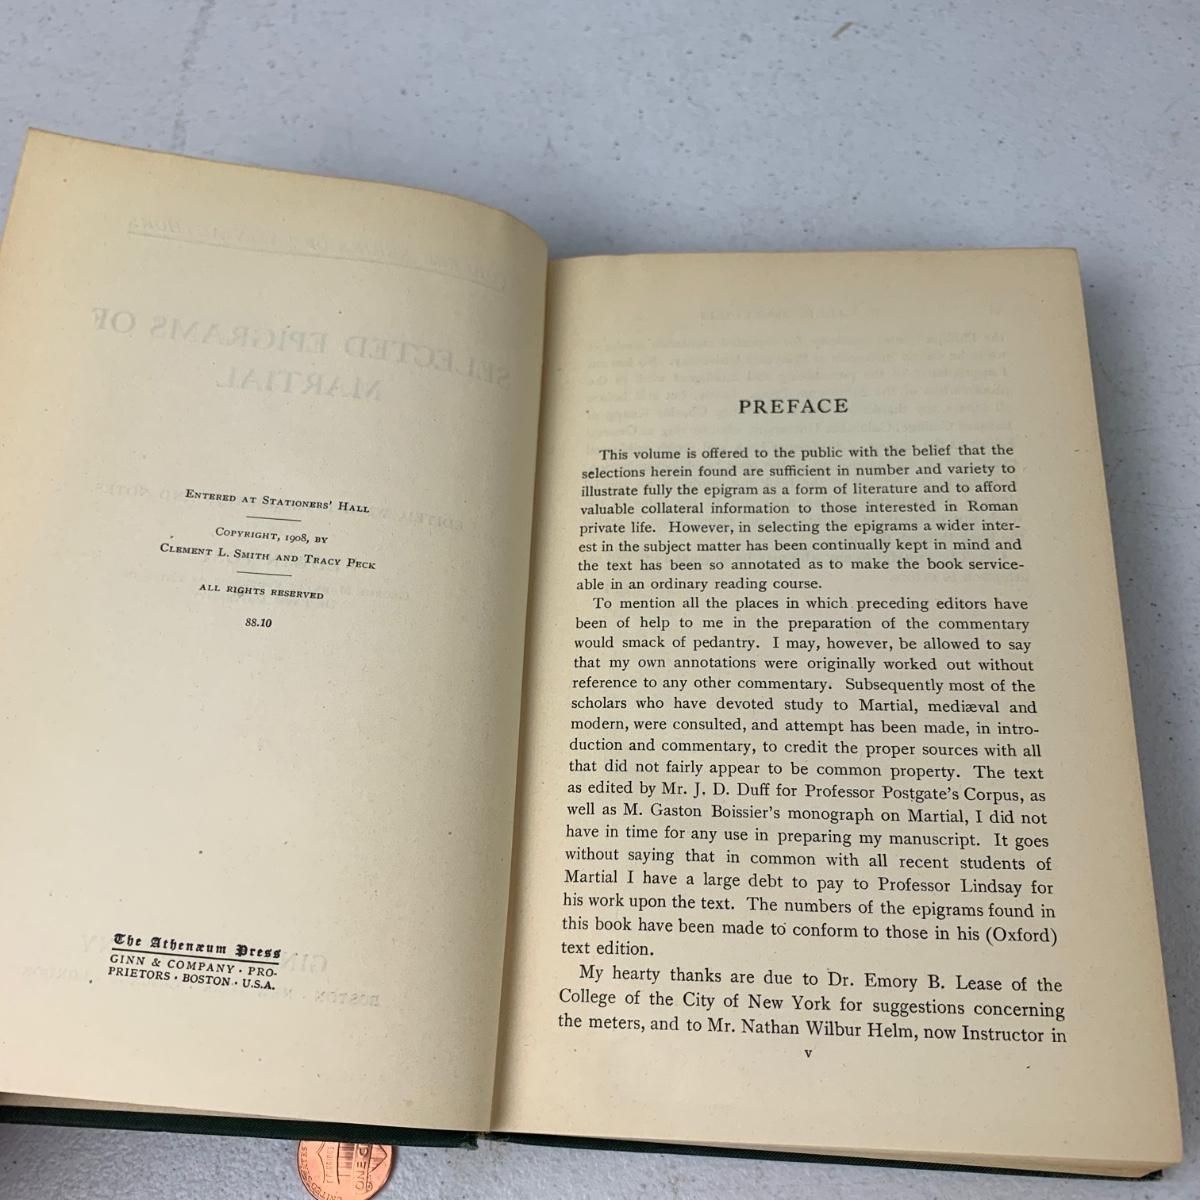 SELECTED EPIGRAMS OF
MARTIAL
ENTERED AT STATIONERS' HALL
COPYRIGHT, 1908, BY
CLEMENT L. SMITH AND TRACY PECK
ALL RIGHTS RESERVED
88.10
The Athenæum Press
GINN & COMPANY · PRO-
PRIETORS · BOSTON · U.S.A.
PREFACE
This volume is offered to the public with the belief that the
selections herein found are sufficient in number and variety to
illustrate fully the epigram as a form of literature and to afford
valuable collateral information to those interested in Roman
private life. However, in selecting the epigrams a wider inter-
est in the subject matter has been continually kept in mind and
the text has been so annotated as to make the book service-
able in an ordinary reading course.
To mention all the places in which preceding editors have
been of help to me in the preparation of the commentary
would smack of pedantry. I may, however, be allowed to say
that my own annotations were originally worked out without
reference to any other commentary. Subsequently most of the
scholars who have devoted study to Martial, mediæval and
modern, were consulted, and attempt has been made, in intro-
duction and commentary, to credit the proper sources with all
that did not fairly appear to be common property. The text
as edited by Mr. J. D. Duff for Professor Postgate's Corpus, as
well as M. Gaston Boissier's monograph on Martial, I did not
have in time for any use in preparing my manuscript. It goes
without saying that in common with all recent students of
Martial I have a large debt to pay to Professor Lindsay for
his work upon the text. The numbers of the epigrams found in
this book have been made to conform to those in his (Oxford)
text edition.
My hearty thanks are due to Dr. Emory B. Lease of the
College of the City of New York for suggestions concerning
the meters, and to Mr. Nathan Wilbur Helm, now Instructor in
v